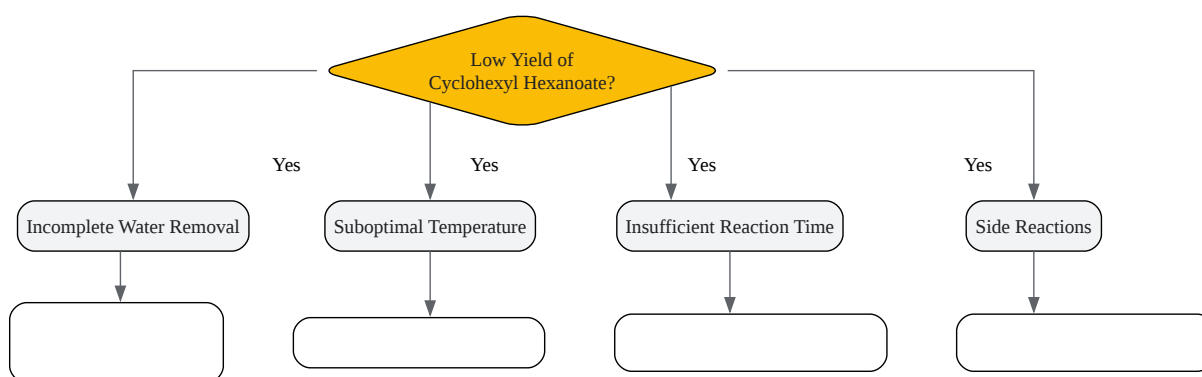 Low Yield of
Cyclohexyl Hexanoate?
Yes
Yes
Yes
Yes
Incomplete Water Removal
Suboptimal Temperature
Insufficient Reaction Time
Side Reactions